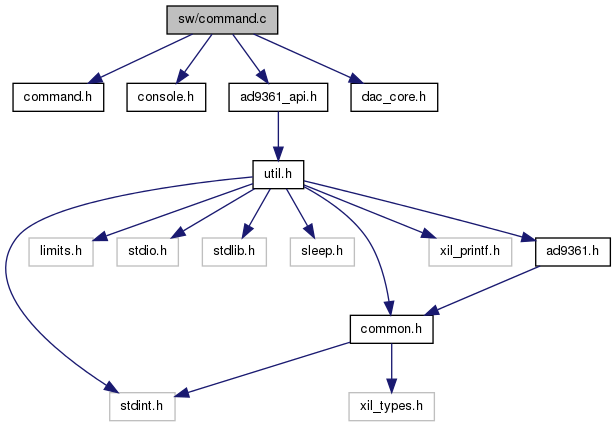 sw/command.c
command.h
console.h
ad9361_api.h
dac_core.h
util.h
limits.h
stdio.h
stdlib.h
sleep.h
xil_printf.h
ad9361.h
common.h
stdint.h
xil_types.h